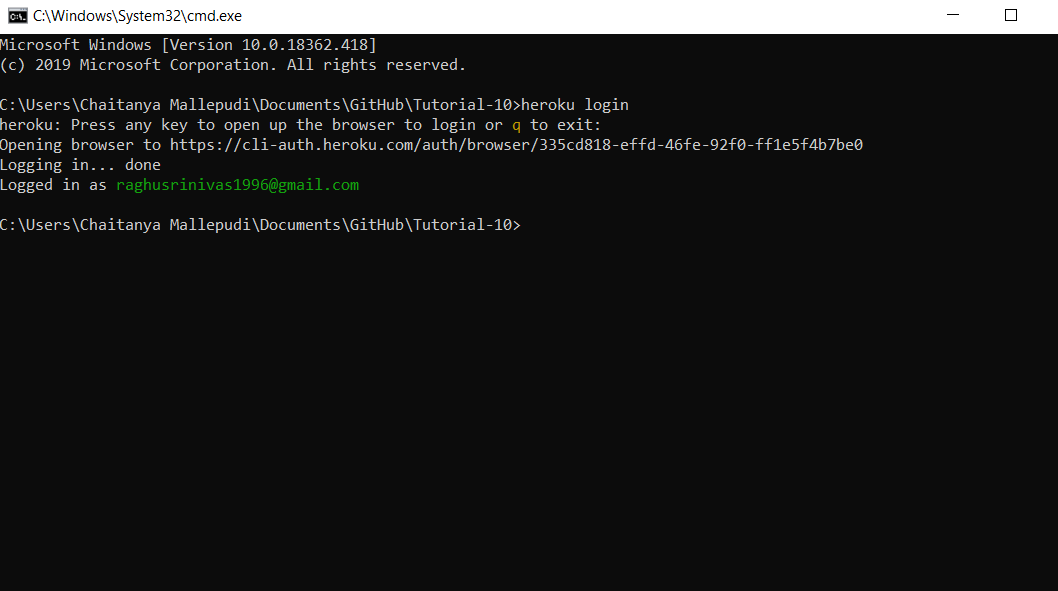 C:\Windows\System32\cmd.exe
Microsoft Windows [Version 10.0.18362.418]
(c) 2019 Microsoft Corporation. All rights reserved.
C:\Users\Chaitanya Mallepudi\Documents\GitHub\Tutorial-10>heroku login
heroku: Press any key to open up the browser to login or q to exit:
Opening browser to https://cli-auth.heroku.com/auth/browser/335cd818-effd-46fe-92f0-ff1e5f4b7be0
Logging in... done
Logged in as raghusrinivas1996@gmail.com
C:\Users\Chaitanya Mallepudi\Documents\GitHub\Tutorial-10>